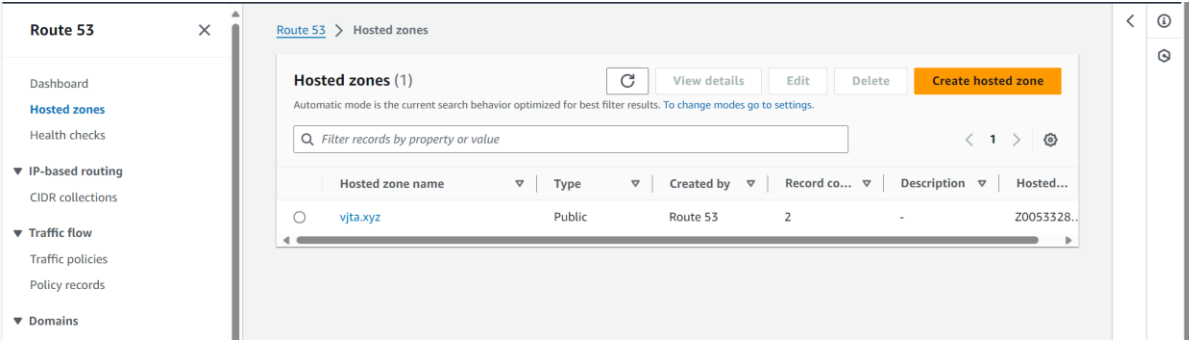 Route 53
Dashboard
Hosted zones
Health checks
IP-based routing
CIDR collections
Traffic flow
Traffic policies
Policy records
Domains
Route 53 > Hosted zones
Hosted zones (1)
View details Edit Delete Create hosted zone
Automatic mode is the current search behavior optimized for best filter results. To change modes go to settings.
Filter records by property or value
1
Hosted zone name Type Created by Record co... Description Hosted...
vjta.xyz Public Route 53 2 - Z0053328..